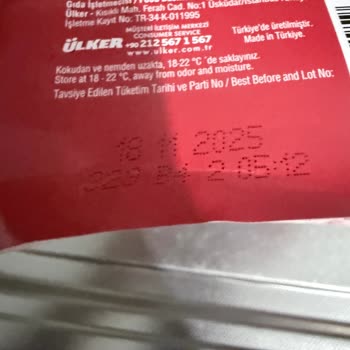 Gıda İşletmecisi
Ülker - Kısıklı Mah. Ferah Cad. No:1 Üsküdar/İstanbul
İşletme Kayıt No: TR-34-K-011995
MÜŞTERİ İLETİŞİM MERKEZİ
CONSUMER SERVICE
ÜLKER +90 212 567 1 567
www.ulker.com.tr
Türkiye'de üretilmiştir.
Made in Türkiye.
Kokudan ve nemden uzakta, 18-22 °C 'de saklayınız.
Store at 18 - 22 °C, away from odor and moisture.
Tavsiye Edilen Tüketim Tarihi ve Parti No / Best Before and Lot No:
18 11 2025
329 B4 2 05:12